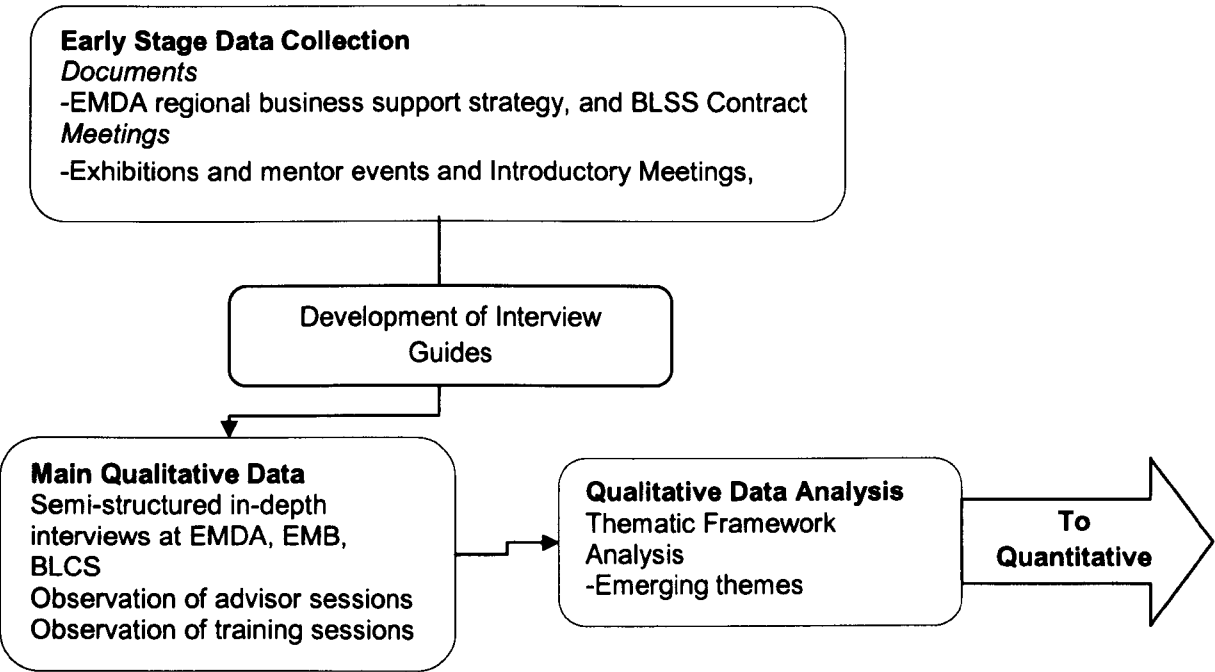 Early Stage Data Collection
Documents
-EMDA regional business support strategy, and BLSS Contract
Meetings
-Exhibitions and mentor events and Introductory Meetings,
Development of Interview
Guides
Main Qualitative Data
Semi-structured in-depth
interviews at EMDA, EMB,
BLCS
Observation of advisor sessions
Observation of training sessions
Qualitative Data Analysis
Thematic Framework
Analysis
-Emerging themes
To
Quantitative